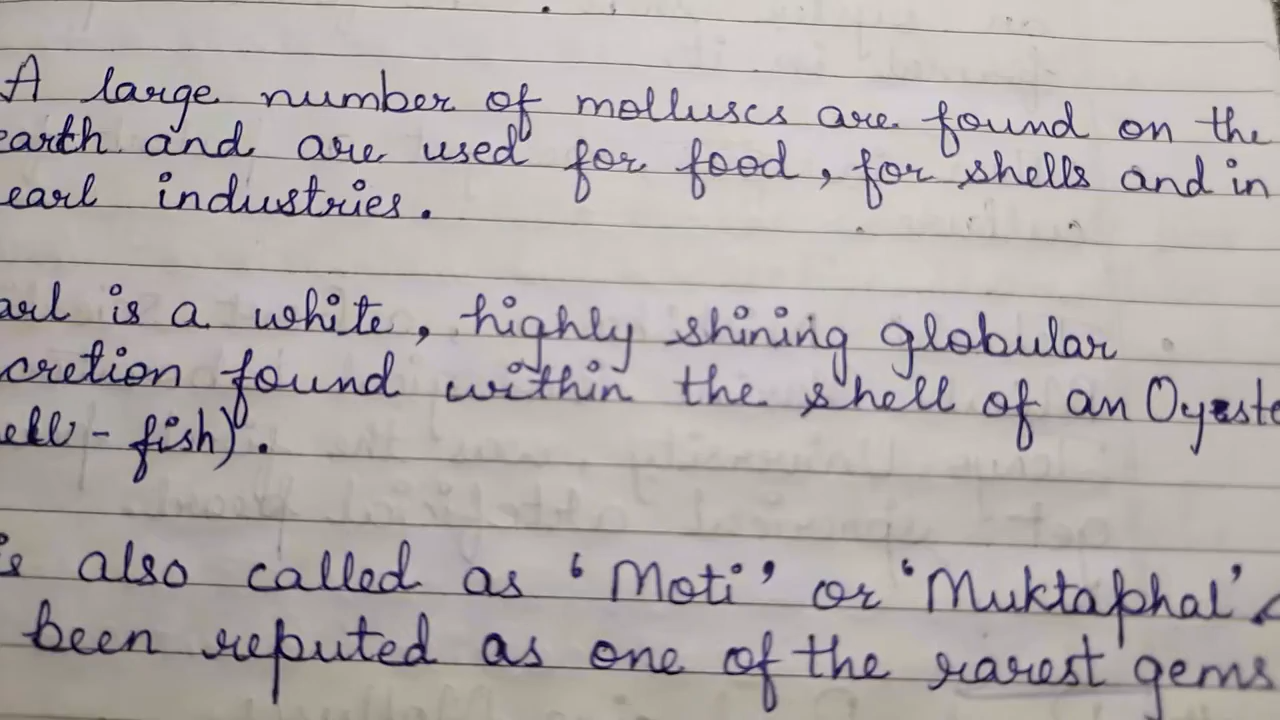 A large number of molluscs are found on the
earth and are used for food, for shells and in
earl industries.
arl is a white, highly shining globular
cretion found within the shell of an Oyste
ell-fish).
is also called as 'Moti' or 'Muktaphal'
been reputed as one of the rarest gems